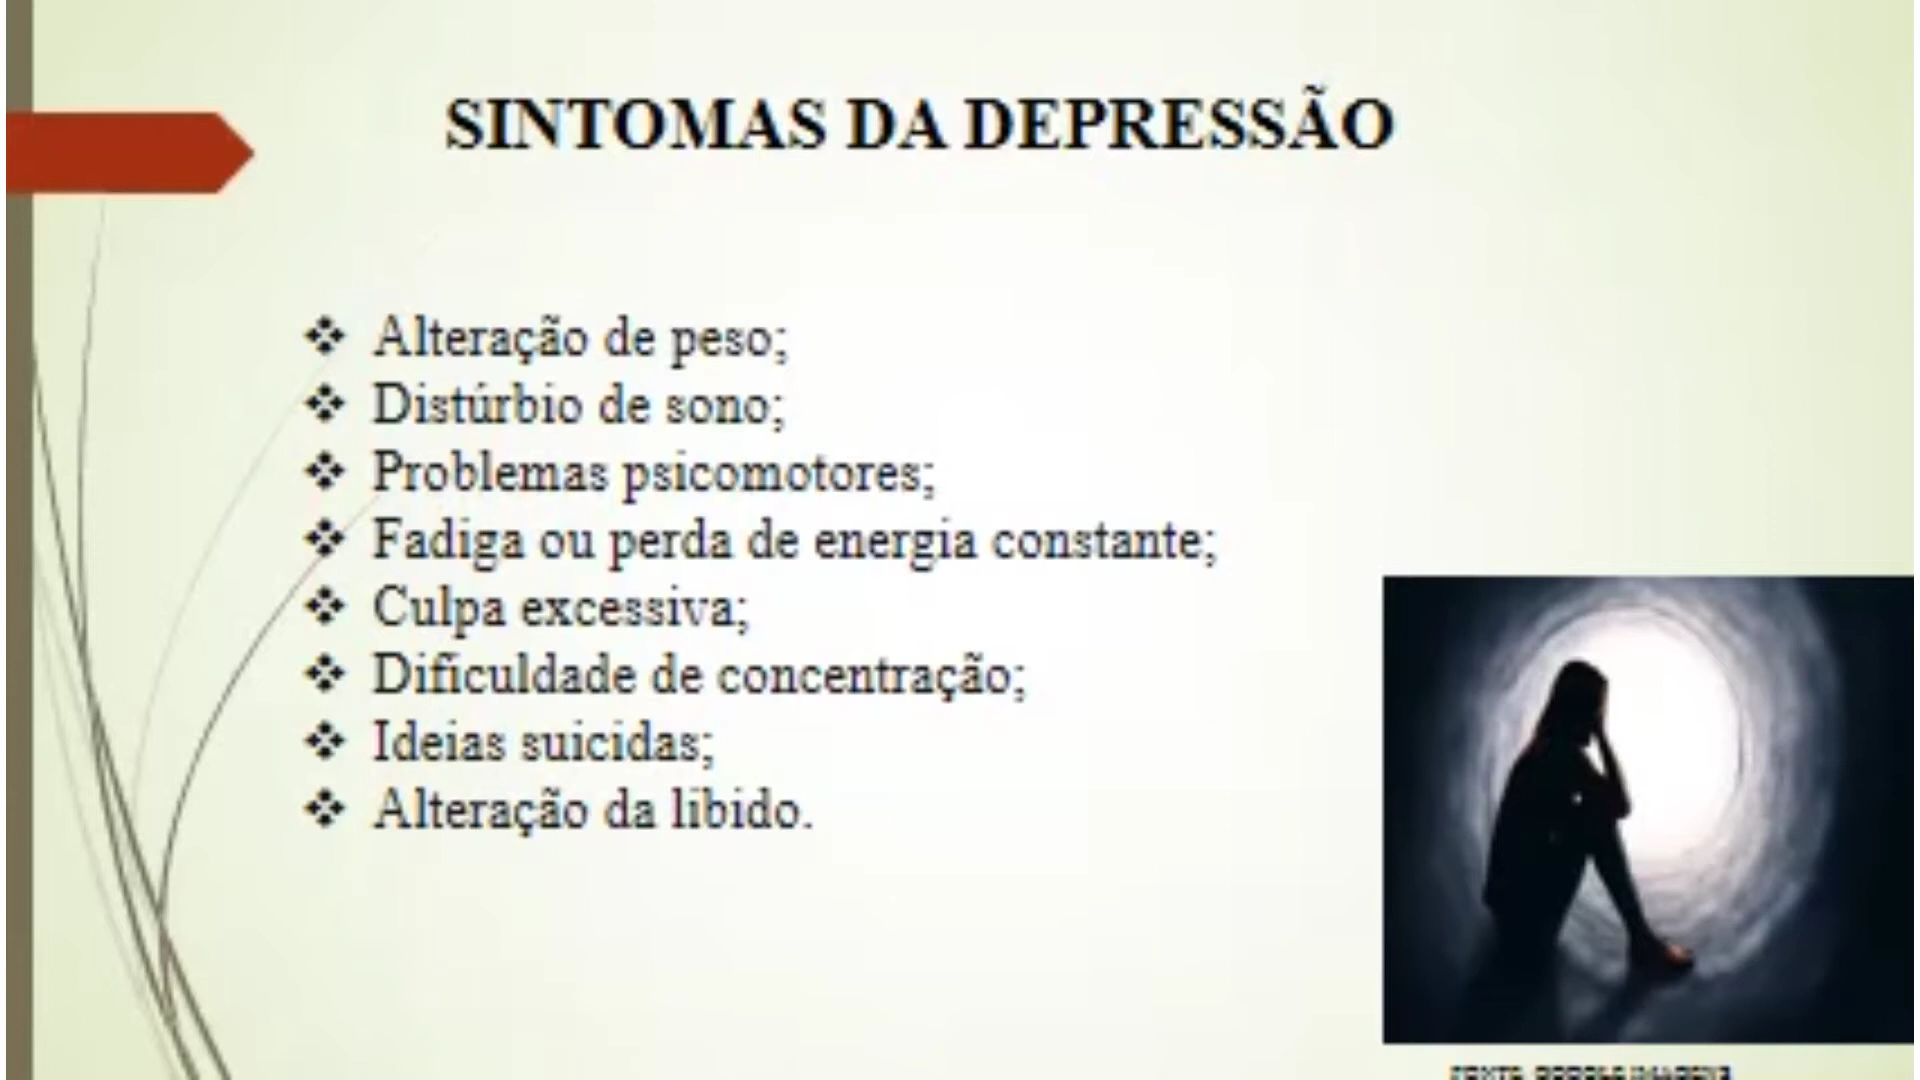 SINTOMAS DA DEPRESSÃO
Alteração de peso;
Distúrbio de sono;
Problemas psicomotores;
Fadiga ou perda de energia constante;
Culpa excessiva;
Dificuldade de concentração;
Ideias suicidas;
Alteração da libido.